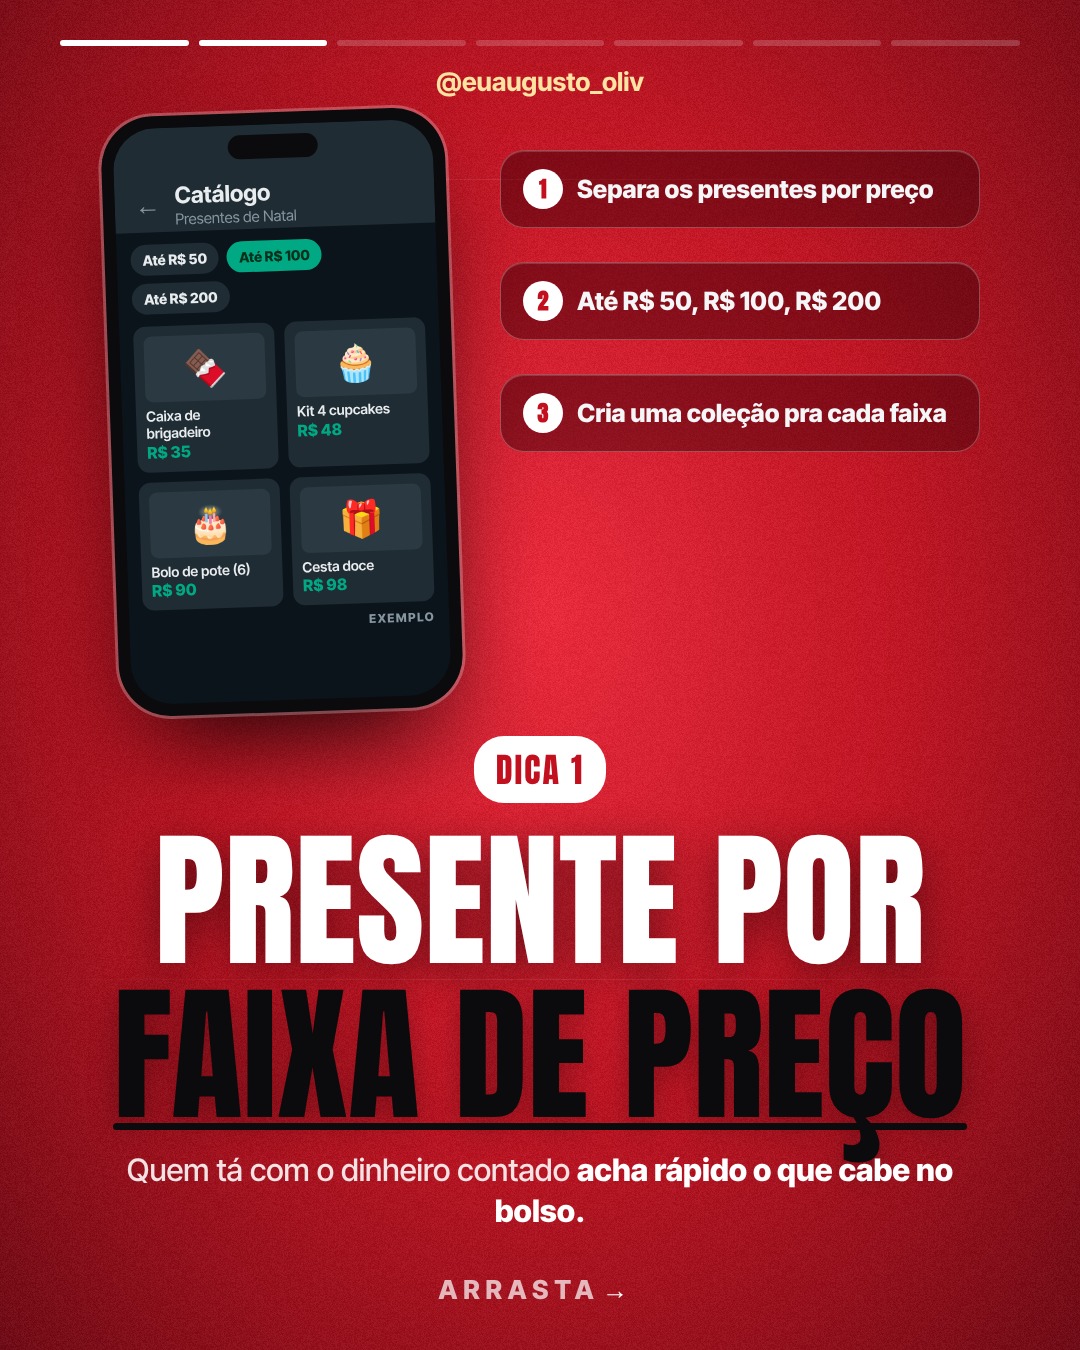 @euaugusto_oliv
← Catálogo
Presentes de Natal
Até R$ 50
Até R$ 100
Até R$ 200
Caixa de
brigadeiro
R$ 35
Kit 4 cupcakes
R$ 48
Bolo de pote (6)
R$ 90
Cesta doce
R$ 98
EXEMPLO
1 Separa os presentes por preço
2 Até R$ 50, R$ 100, R$ 200
3 Cria uma coleção pra cada faixa
DICA 1
PRESENTE POR
FAIXA DE PREÇO
Quem tá com o dinheiro contado acha rápido o que cabe no
bolso.
ARRASTA →